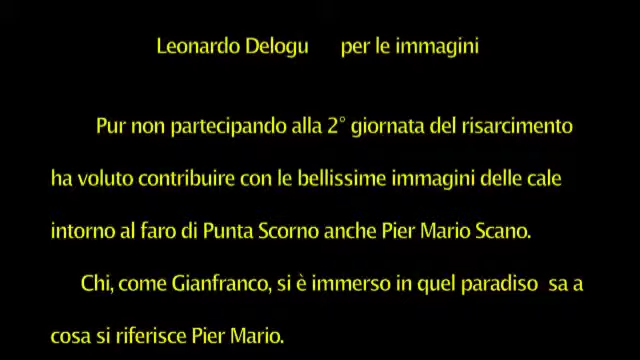 Leonardo Delogu per le immagini
Pur non partecipando alla 2° giornata del risarcimento
ha voluto contribuire con le bellissime immagini delle cale
intorno al faro di Punta Scorno anche Pier Mario Scano.
Chi, come Gianfranco, si è immerso in quel paradiso sa a
cosa si riferisce Pier Mario.